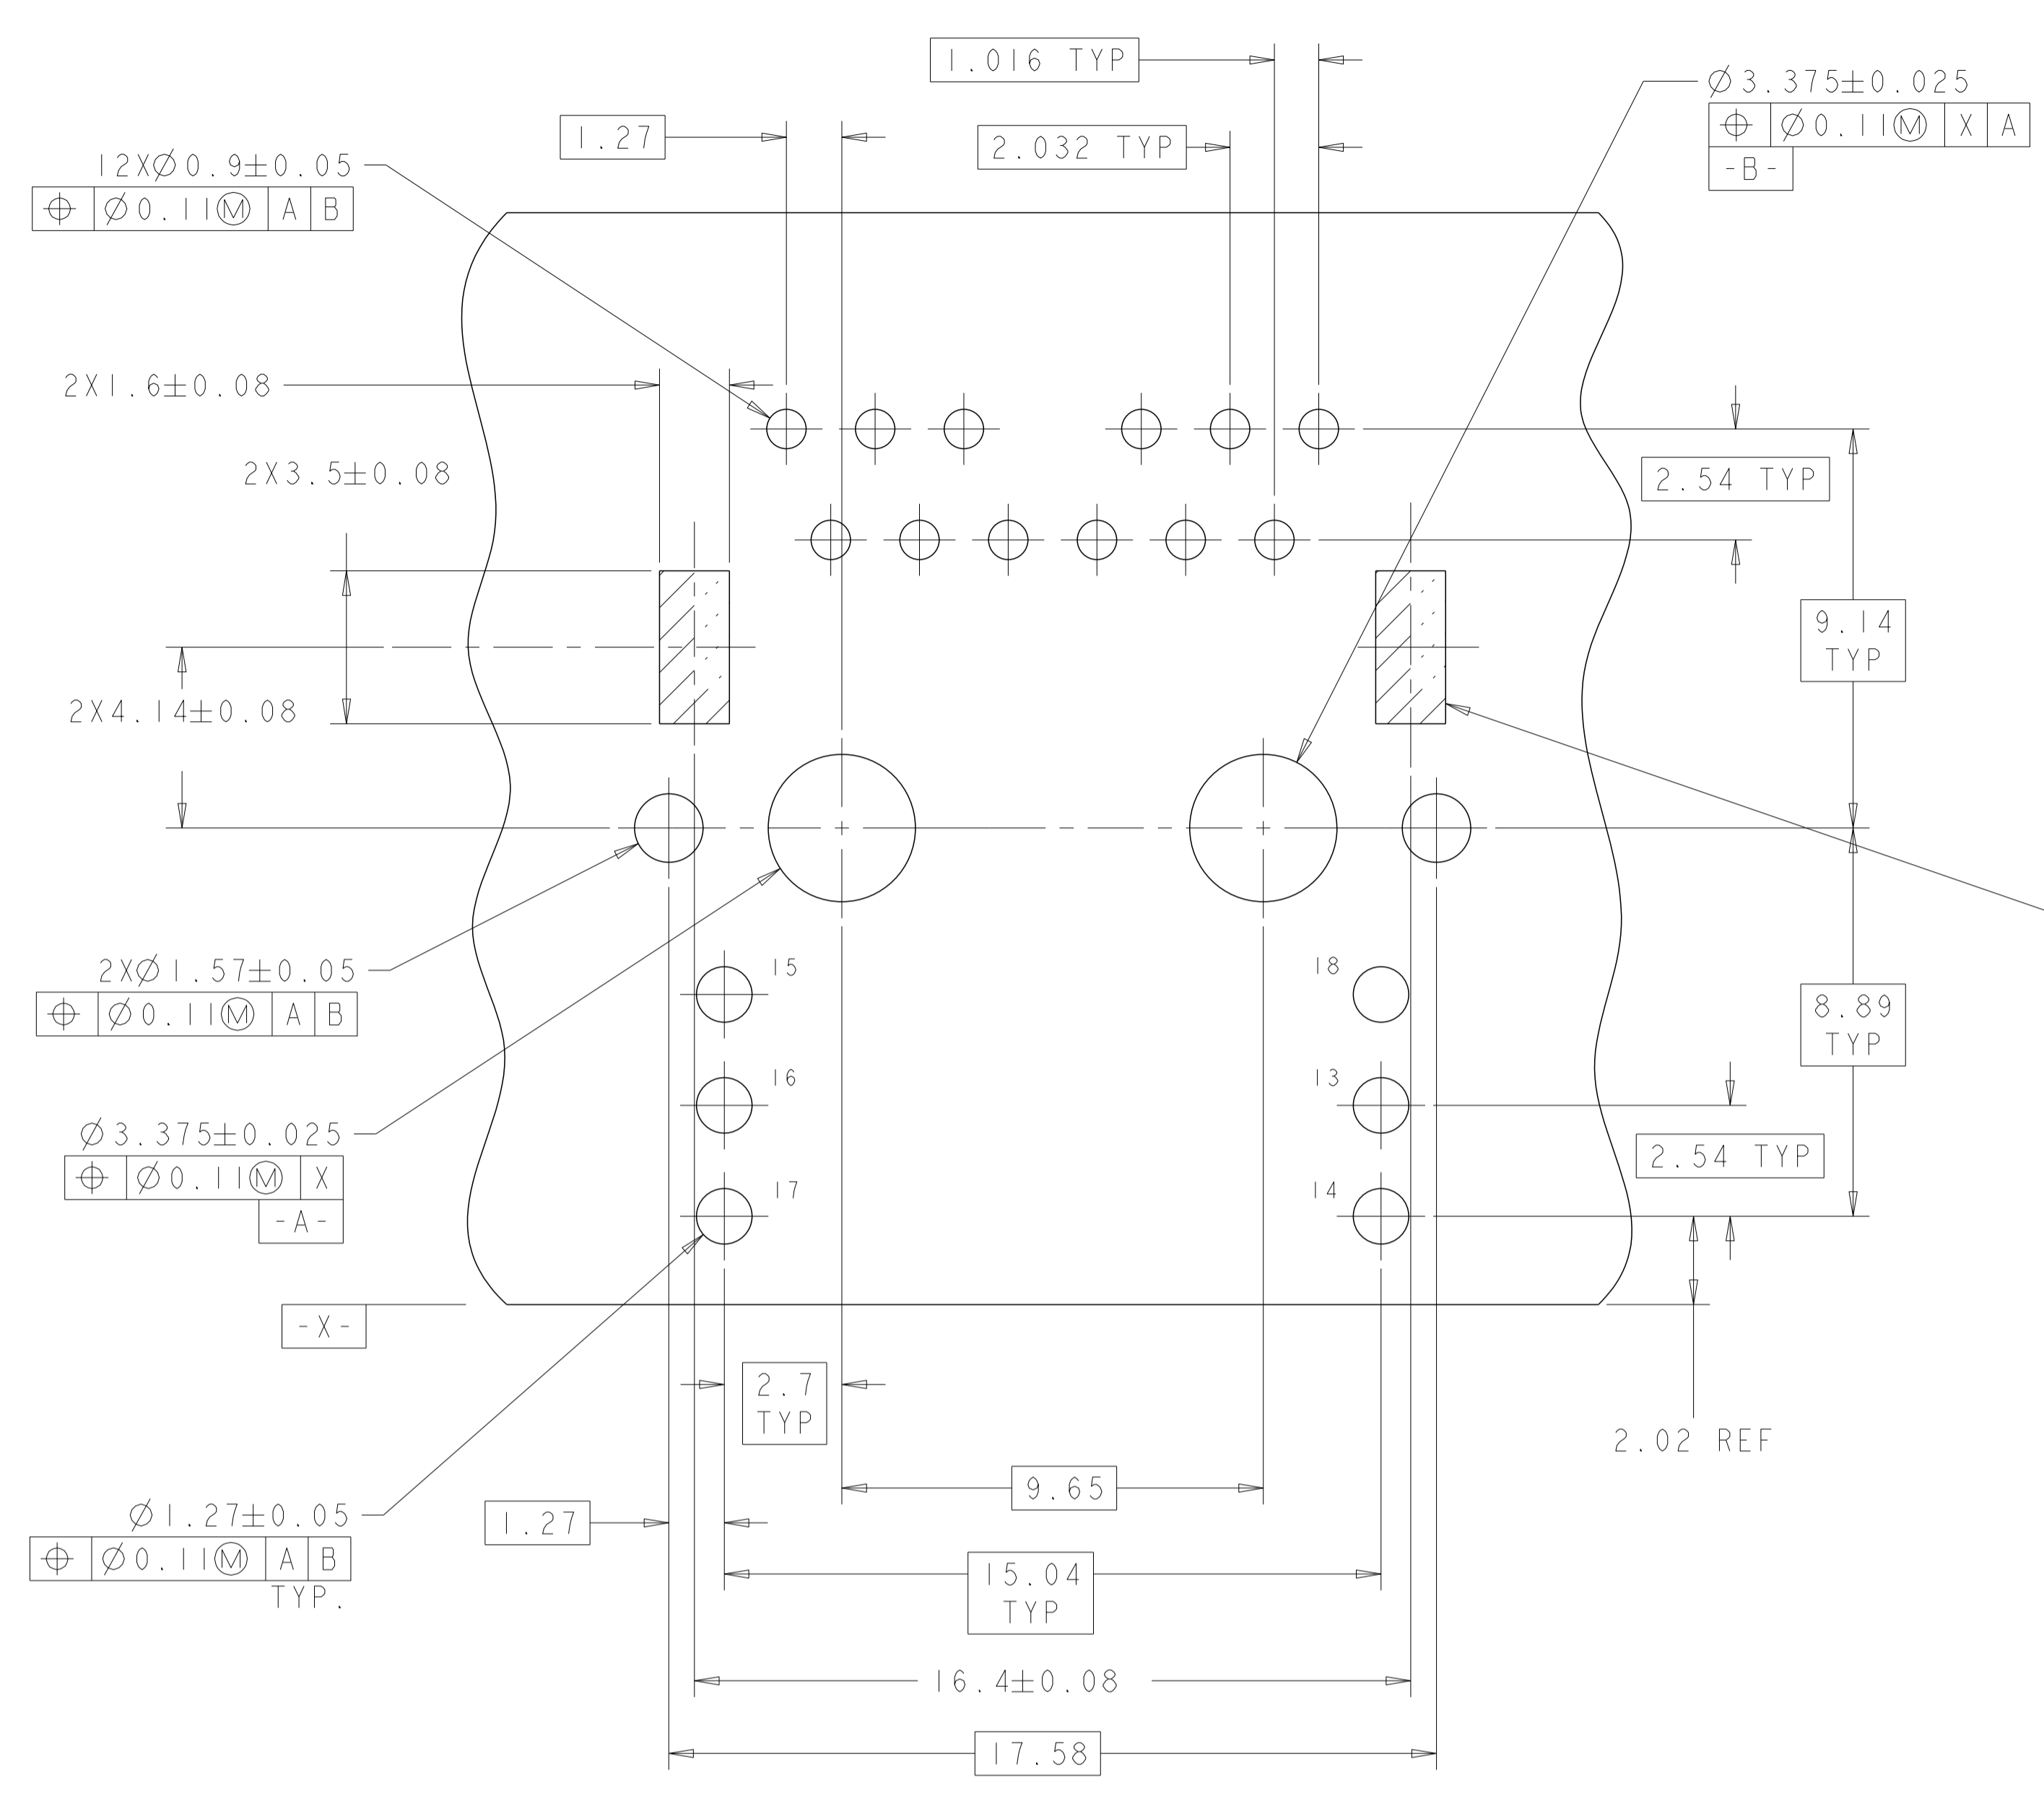 1.016 TYP
Ø3.375±0.025
⌖ Ø0.11Ⓜ X A
-B-
1.27
2.032 TYP
12XØ0.9±0.05
⌖ Ø0.11Ⓜ A B
2X1.6±0.08
2X3.5±0.08
2.54 TYP
9.14
TYP
2X4.14±0.08
2XØ1.57±0.05
⌖ Ø0.11Ⓜ A B
15
18
8.89
TYP
16
13
Ø3.375±0.025
⌖ Ø0.11Ⓜ X
-A-
2.54 TYP
17
14
-X-
2.7
TYP
2.02 REF
9.65
1.27
Ø1.27±0.05
⌖ Ø0.11Ⓜ A B
TYP.
15.04
TYP
16.4±0.08
17.58